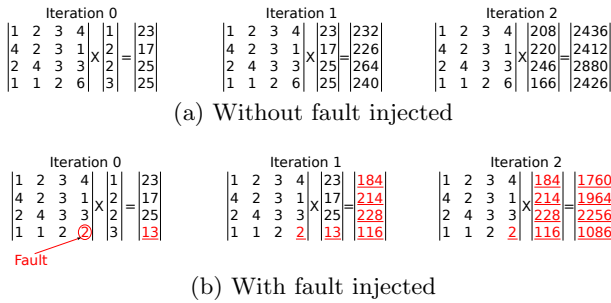 Iteration 0 Iteration 1 Iteration 2
|1 2 3 4| |1| |23| |1 2 3 4| |23| |232| |1 2 3 4| |208| |2436|
|4 2 3 1|X|2|=|17| |4 2 3 1|X|17|=|226| |4 2 3 1|X|220|=|2412|
|2 4 3 3| |2| |25| |2 4 3 3| |25| |264| |2 4 3 3| |246| |2880|
|1 1 2 6| |3| |25| |1 1 2 6| |25| |240| |1 1 2 6| |166| |2426|
(a) Without fault injected
Iteration 0 Iteration 1 Iteration 2
|1 2 3 4| |1| |23| |1 2 3 4| |23| |184| |1 2 3 4| |184| |1760|
|4 2 3 1|X|2|=|17| |4 2 3 1|X|17|=|214| |4 2 3 1|X|214|=|1964|
|2 4 3 3| |2| |25| |2 4 3 3| |25| |228| |2 4 3 3| |228| |2256|
|1 1 2 2| |3| |13| |1 1 2 2| |13| |116| |1 1 2 2| |116| |1086|
Fault
(b) With fault injected